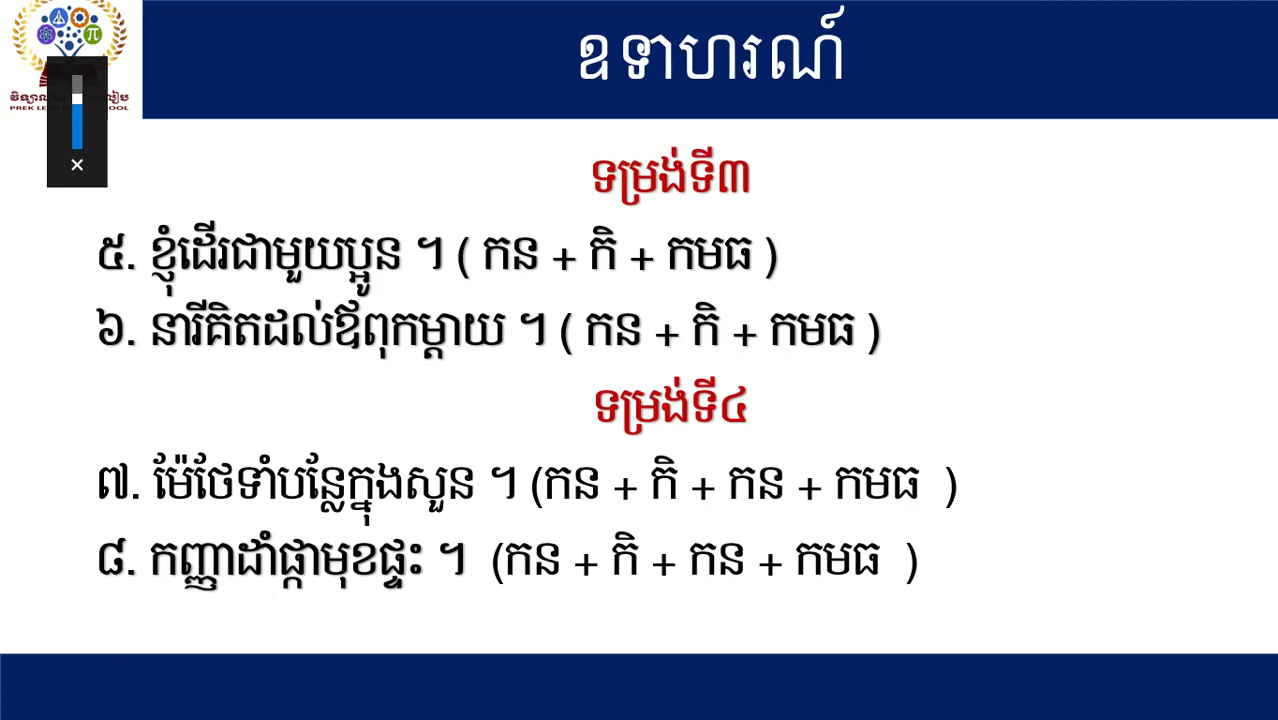 ឧទាហរណ៍
PREK LE
OOL
ទម្រង់ទី៣
៥. ខ្ញុំដើរជាមួយប្អូន ។ ( កន + កិ + កមធ )
៦. នារីគិតដល់ឪពុកម្ដាយ ។ ( កន + កិ + កមធ )
ទម្រង់ទី៤
៧. ម៉ែថែទាំបន្លែក្នុងសួន ។ (កន + កិ + កន + កមធ )
៨. កញ្ញាដាំផ្កាមុខផ្ទះ ។ (កន + កិ + កន + កមធ )